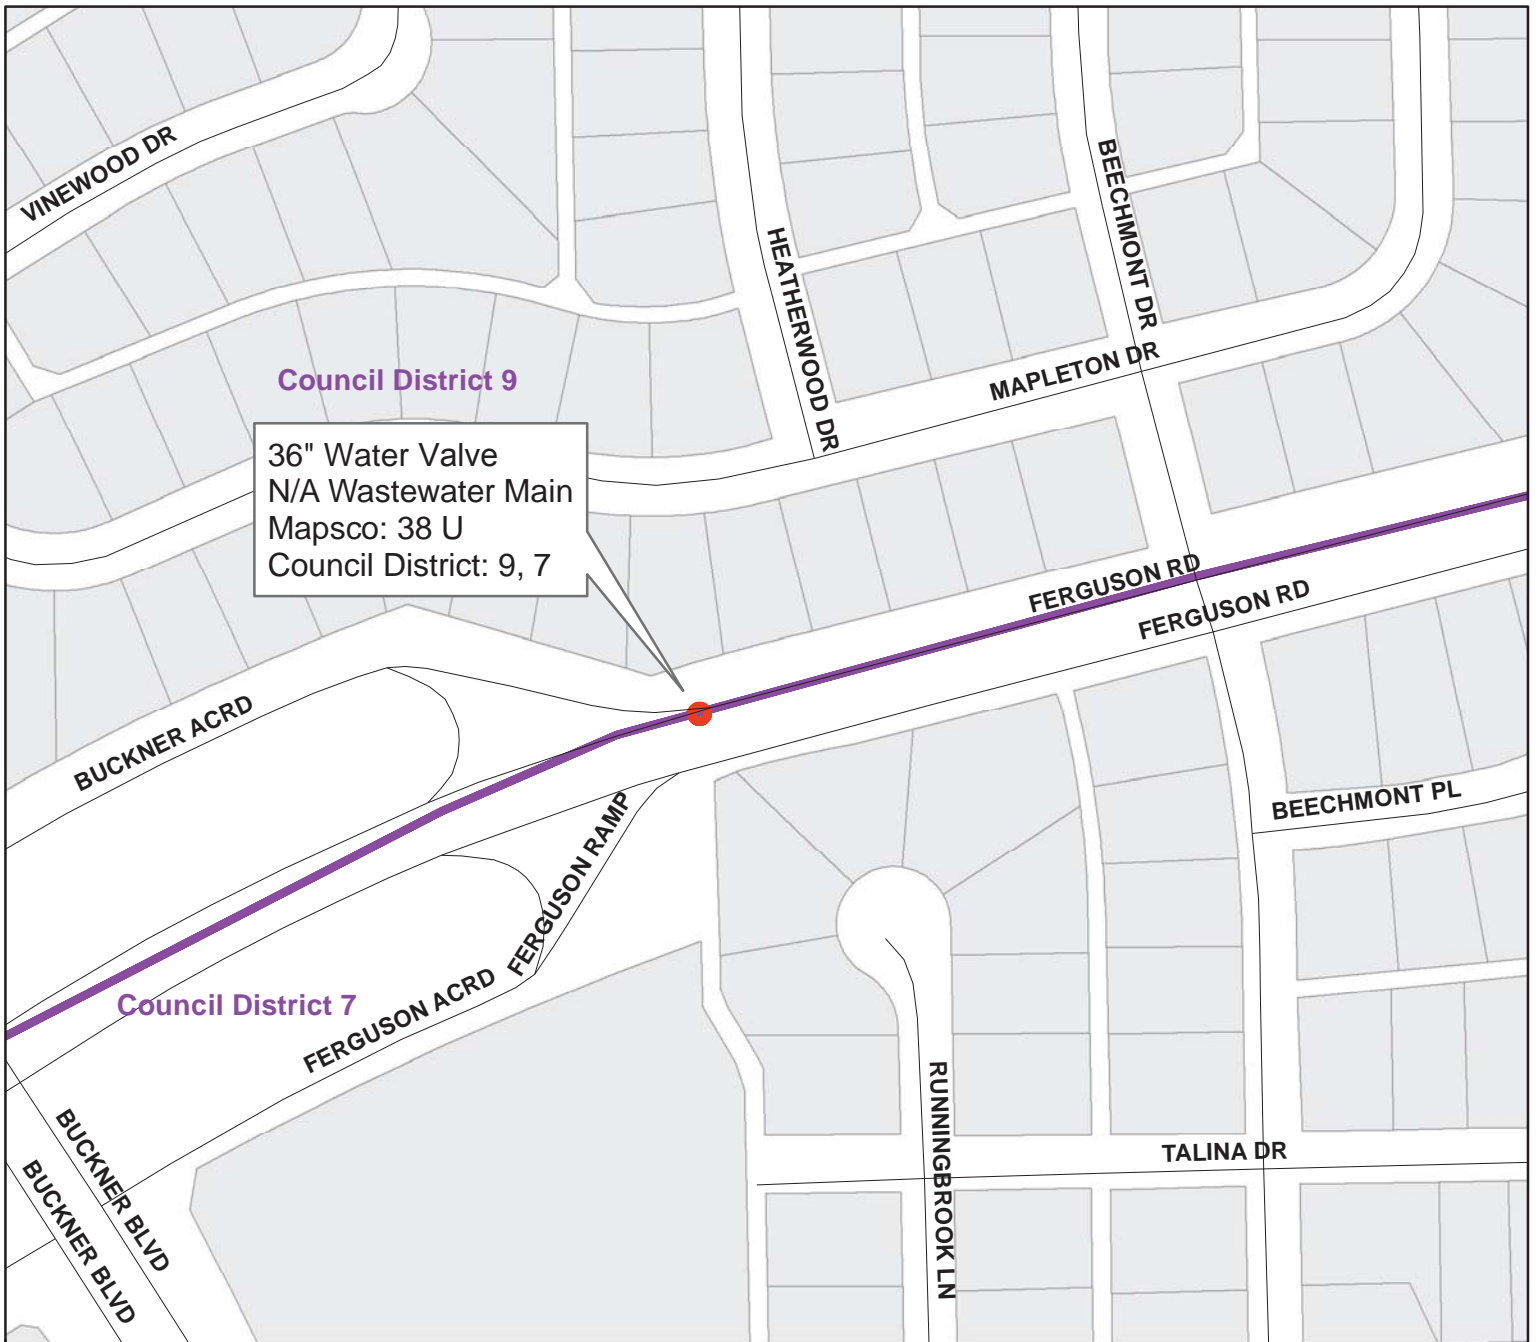 VINEWOOD DR
BEECHMONT DR
HEATHERWOOD DR
MAPLETON DR
Council District 9
36" Water Valve
N/A Wastewater Main
Mapsco: 38 U
Council District: 9, 7
FERGUSON RD
FERGUSON RD
BUCKNER ACRD
FERGUSON RAMP
BEECHMONT PL
Council District 7
FERGUSON ACRD
RUNNINGBROOK LN
TALINA DR
BUCKNER BLVD
BUCKNER BLVD